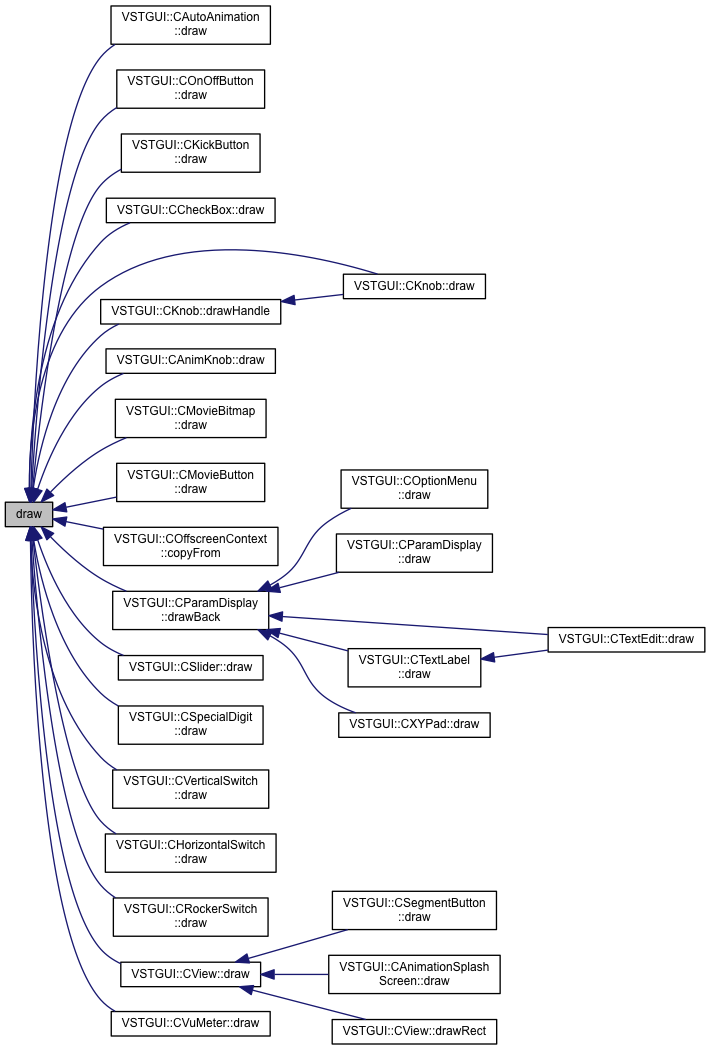 VSTGUI::CAutoAnimation
::draw
VSTGUI::COnOffButton
::draw
VSTGUI::CKickButton
::draw
VSTGUI::CCheckBox::draw
VSTGUI::CKnob::draw
VSTGUI::CKnob::drawHandle
VSTGUI::CAnimKnob::draw
VSTGUI::CMovieBitmap
::draw
VSTGUI::CMovieButton
::draw
draw
VSTGUI::COffscreenContext
::copyFrom
VSTGUI::COptionMenu
::draw
VSTGUI::CParamDisplay
::draw
VSTGUI::CParamDisplay
::drawBack
VSTGUI::CTextEdit::draw
VSTGUI::CTextLabel
::draw
VSTGUI::CSlider::draw
VSTGUI::CXYPad::draw
VSTGUI::CSpecialDigit
::draw
VSTGUI::CVerticalSwitch
::draw
VSTGUI::CHorizontalSwitch
::draw
VSTGUI::CRockerSwitch
::draw
VSTGUI::CSegmentButton
::draw
VSTGUI::CView::draw
VSTGUI::CAnimationSplash
Screen::draw
VSTGUI::CVuMeter::draw
VSTGUI::CView::drawRect